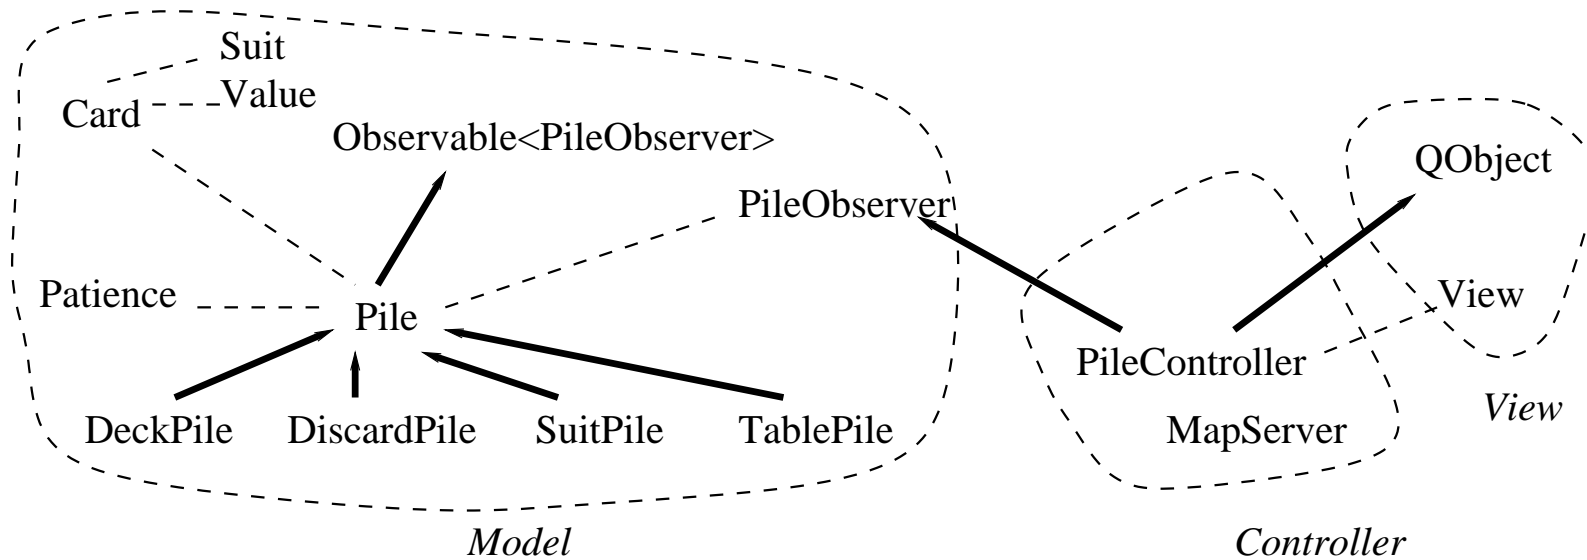 Suit
Value
Card
Observable<PileObserver>
QObject
PileObserver
Patience
View
Pile
PileController
View
DeckPile
DiscardPile
SuitPile
TablePile
MapServer
Model
Controller